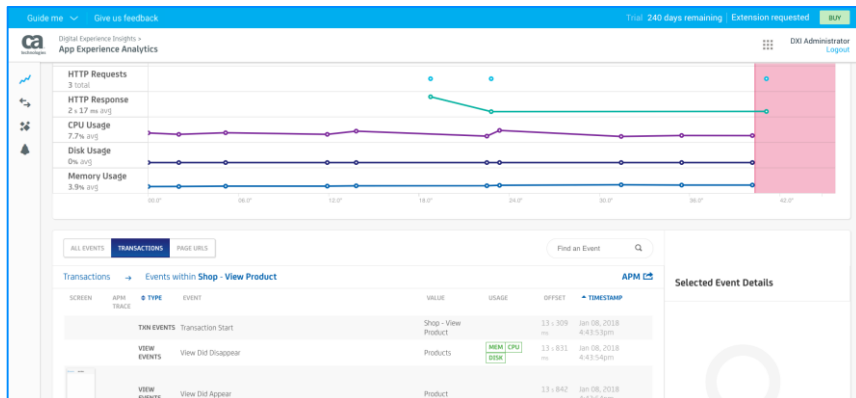 Guide me Give us feedback Trial 240 days remaining Extension requested BUY
ca
technologies
Digital Experience Insights >
App Experience Analytics
DXI Administrator
Logout
HTTP Requests
3 total
HTTP Response
2 s 17 ms avg
CPU Usage
7.7% avg
Disk Usage
0% avg
Memory Usage
3.9% avg
00.0" 06.0" 12.0" 18.0" 24.0" 30.0" 36.0" 42.0"
ALL EVENTS TRANSACTIONS PAGE URLS Find an Event
Transactions → Events within Shop - View Product APM
Selected Event Details
SCREEN APM TRACE TYPE EVENT VALUE USAGE OFFSET TIMESTAMP
TXN EVENTS Transaction Start Shop - View Product 13 s 309 ms Jan 08, 2018 4:43:53pm
VIEW EVENTS View Did Disappear Products MEM CPU DISK 13 s 831 ms Jan 08, 2018 4:43:54pm
VIEW EVENTS View Did Appear Product 13 s 842 Jan 08, 2018